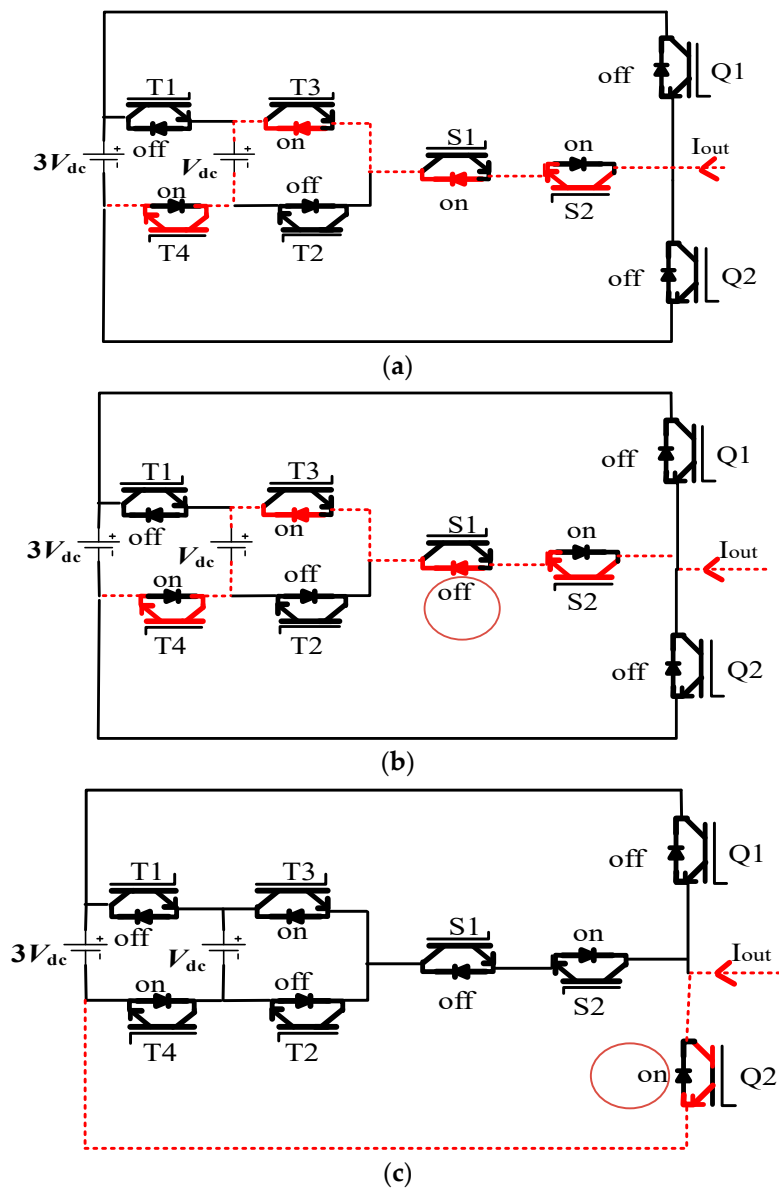 T1
T3
off
Q1
3Vdc
off
Vdc
on
S1
on
Iout
on
off
on
S2
T4
T2
off
Q2
(a)
T1
T3
off
Q1
3Vdc
off
Vdc
on
S1
on
Iout
on
off
off
S2
T4
T2
off
Q2
(b)
T1
T3
off
Q1
3Vdc
off
Vdc
on
S1
on
Iout
on
off
off
S2
T4
T2
on
Q2
(c)